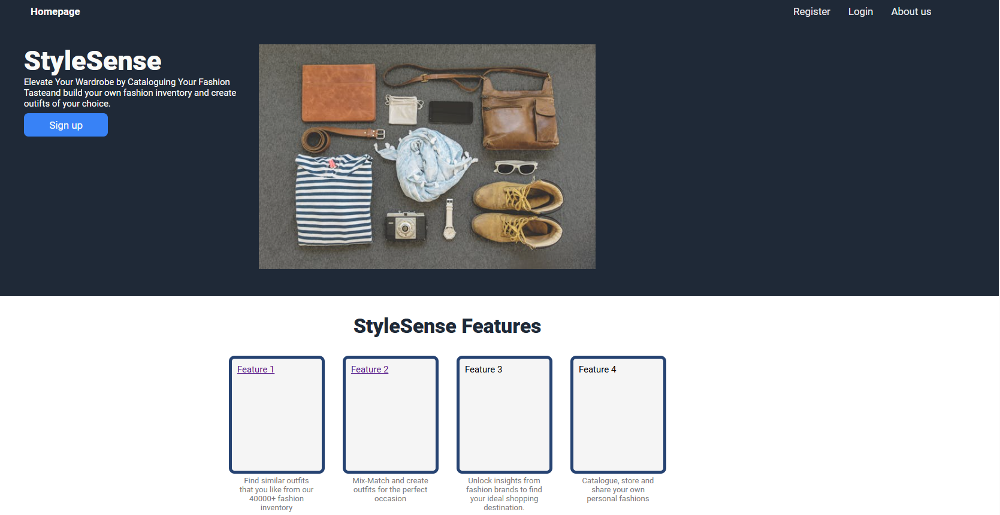 Homepage
Register Login About us
StyleSense
Elevate Your Wardrobe by Cataloguing Your Fashion
Tasteand build your own fashion inventory and create
outifts of your choice.
Sign up
StyleSense Features
Feature 1
Feature 2
Feature 3
Feature 4
Find similar outfits
that you like from our
40000+ fashion
inventory
Mix-Match and create
outfits for the perfect
occasion
Unlock insights from
fashion brands to find
your ideal shopping
destination.
Catalogue, store and
share your own
personal fashions